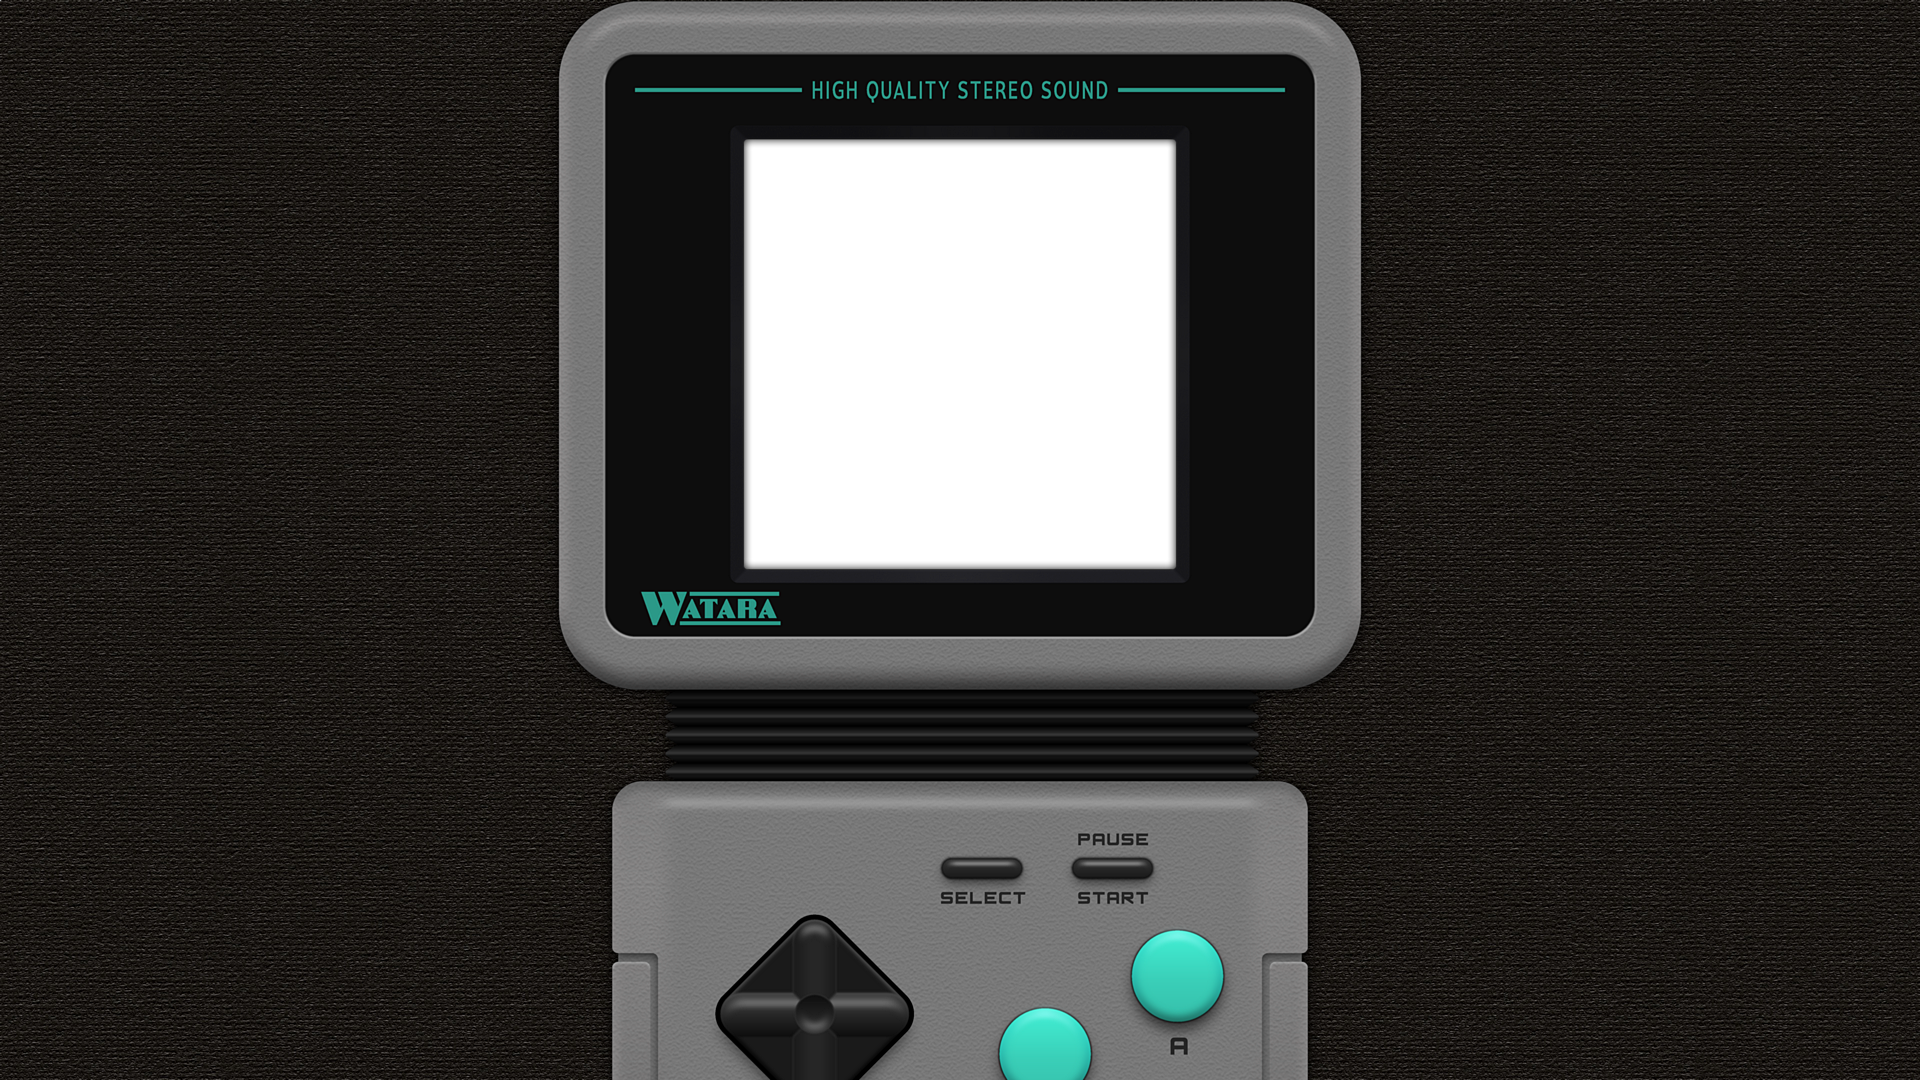 HIGH QUALITY STEREO SOUND
WATARA
PAUSE
SELECT
START
A